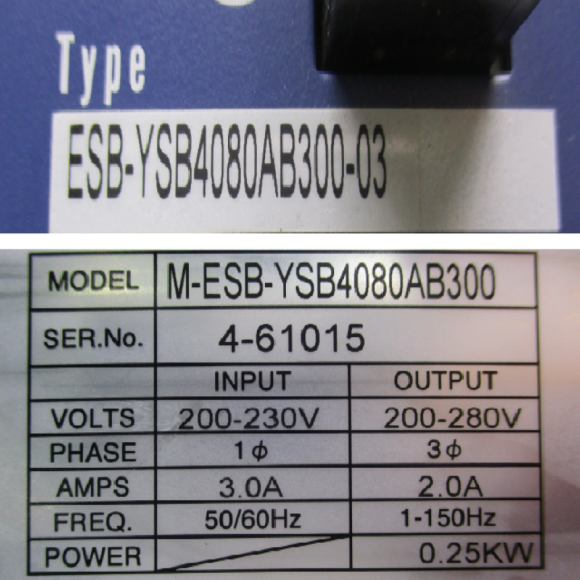 Type
ESB-YSB4080AB300-03
MODEL M-ESB-YSB4080AB300
SER.No. 4-61015
INPUT OUTPUT
VOLTS 200-230V 200-280V
PHASE 1ϕ 3ϕ
AMPS 3.0A 2.0A
FREQ. 50/60Hz 1-150Hz
POWER 0.25KW